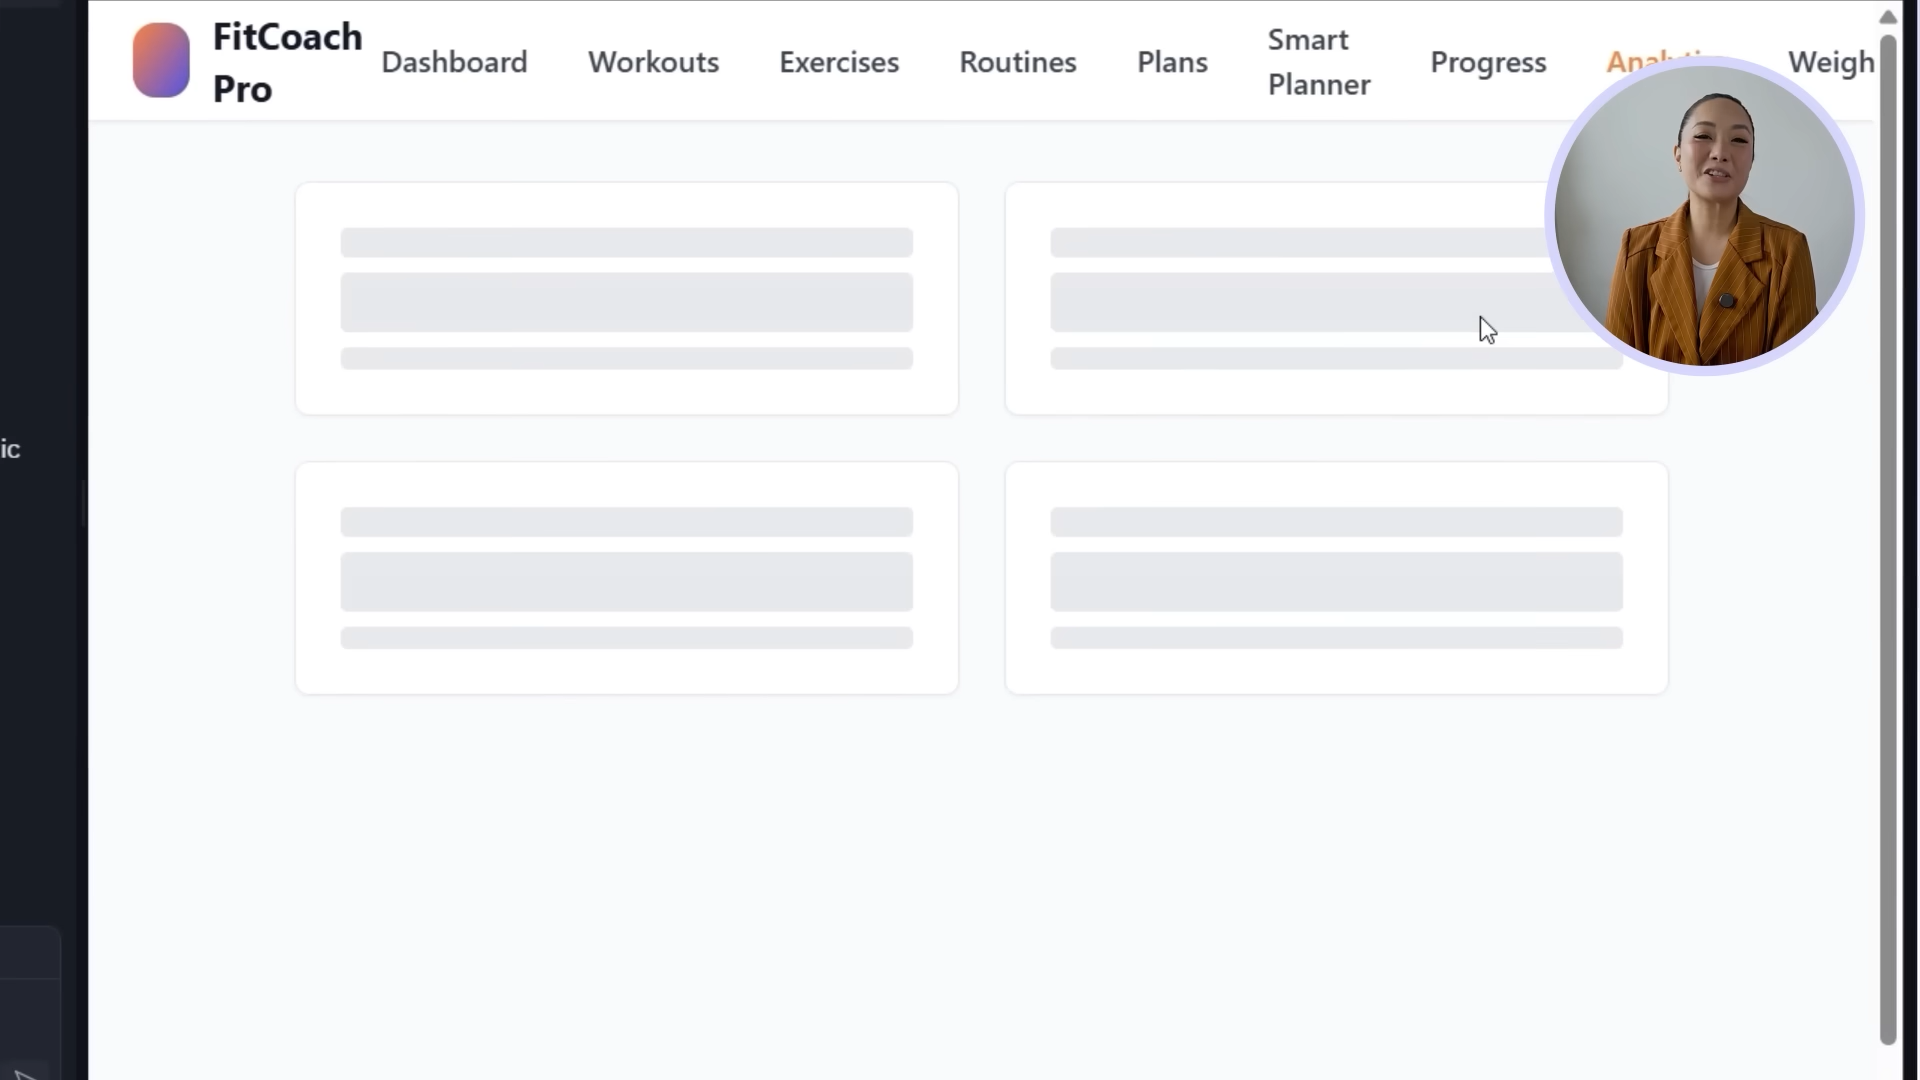 FitCoach
Pro
Dashboard
Workouts
Exercises
Routines
Plans
Smart
Planner
Progress
Weigh
ic